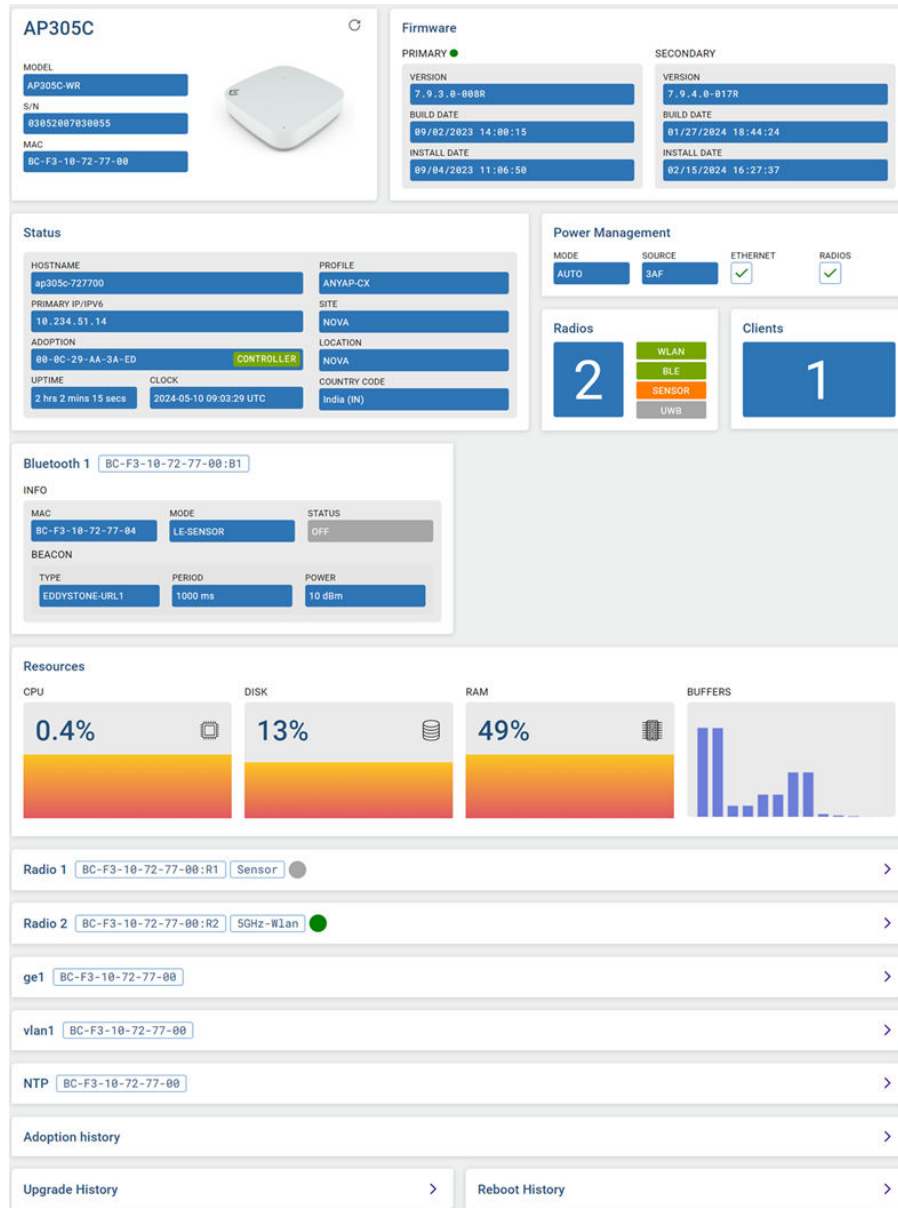 AP305C
MODEL
AP305C-WR
S/N
03052007030055
MAC
BC-F3-10-72-77-00
Firmware
PRIMARY
VERSION
7.9.3.0-008R
BUILD DATE
09/02/2023 14:00:15
INSTALL DATE
09/04/2023 11:06:50
SECONDARY
VERSION
7.9.4.0-017R
BUILD DATE
01/27/2024 18:44:24
INSTALL DATE
02/15/2024 16:27:37
Status
HOSTNAME
ap305c-727700
PRIMARY IP/IPV6
10.234.51.14
ADOPTION
00-0C-29-AA-3A-ED CONTROLLER
UPTIME CLOCK
2 hrs 2 mins 15 secs 2024-05-10 09:03:29 UTC
PROFILE
ANYAP-CX
SITE
NOVA
LOCATION
NOVA
COUNTRY CODE
India (IN)
Power Management
MODE SOURCE ETHERNET RADIOS
AUTO 3AF
Radios
2
WLAN
BLE
SENSOR
UWB
Clients
1
Bluetooth 1 BC-F3-10-72-77-00:B1
INFO
MAC MODE STATUS
BC-F3-10-72-77-04 LE-SENSOR OFF
BEACON
TYPE PERIOD POWER
EDDYSTONE-URL1 1000 ms 10 dBm
Resources
CPU DISK RAM BUFFERS
0.4% 13% 49%
Radio 1 BC-F3-10-72-77-00:R1 Sensor
Radio 2 BC-F3-10-72-77-00:R2 5GHz-Wlan
ge1 BC-F3-10-72-77-00
vlan1 BC-F3-10-72-77-00
NTP BC-F3-10-72-77-00
Adoption history
Upgrade History
Reboot History